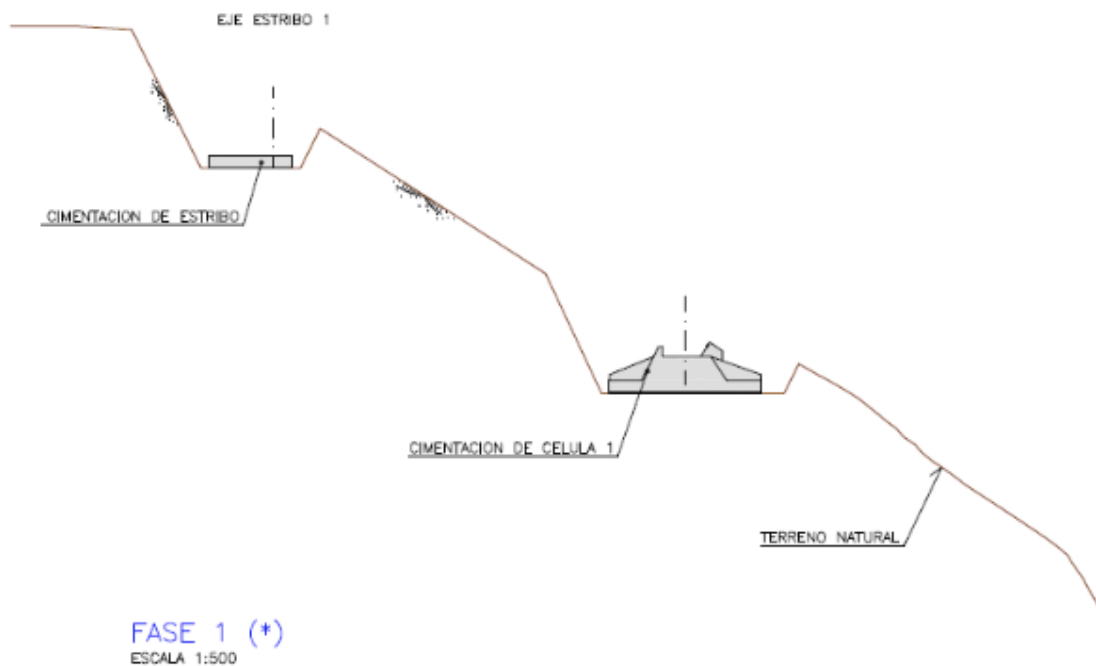 EJE ESTRIBO 1
CIMENTACION DE ESTRIBO
CIMENTACION DE CELULA 1
TERRENO NATURAL
FASE 1 (*)
ESCALA 1:500